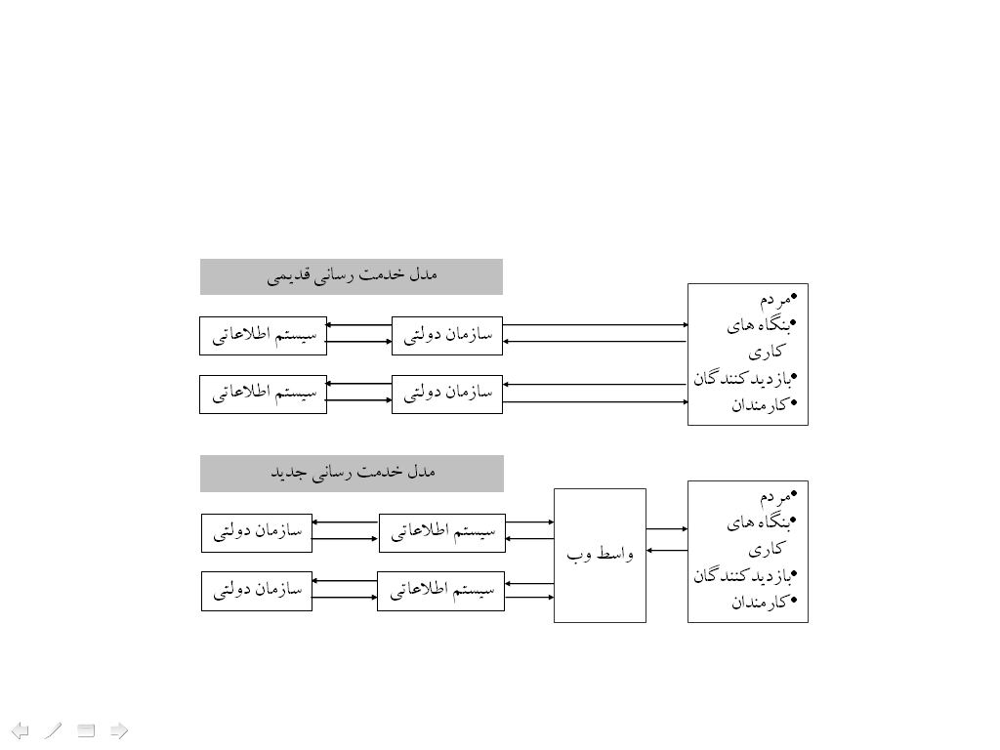 مدل خدمت رسانی قدیمی
•مردم
•بنگاه های
کاری
•بازدیدکنندگان
•کارمندان
سازمان دولتی
سیستم اطلاعاتی
سازمان دولتی
سیستم اطلاعاتی
مدل خدمت رسانی جدید
•مردم
•بنگاه های
کاری
•بازدیدکنندگان
•کارمندان
واسط وب
سیستم اطلاعاتی
سازمان دولتی
سیستم اطلاعاتی
سازمان دولتی